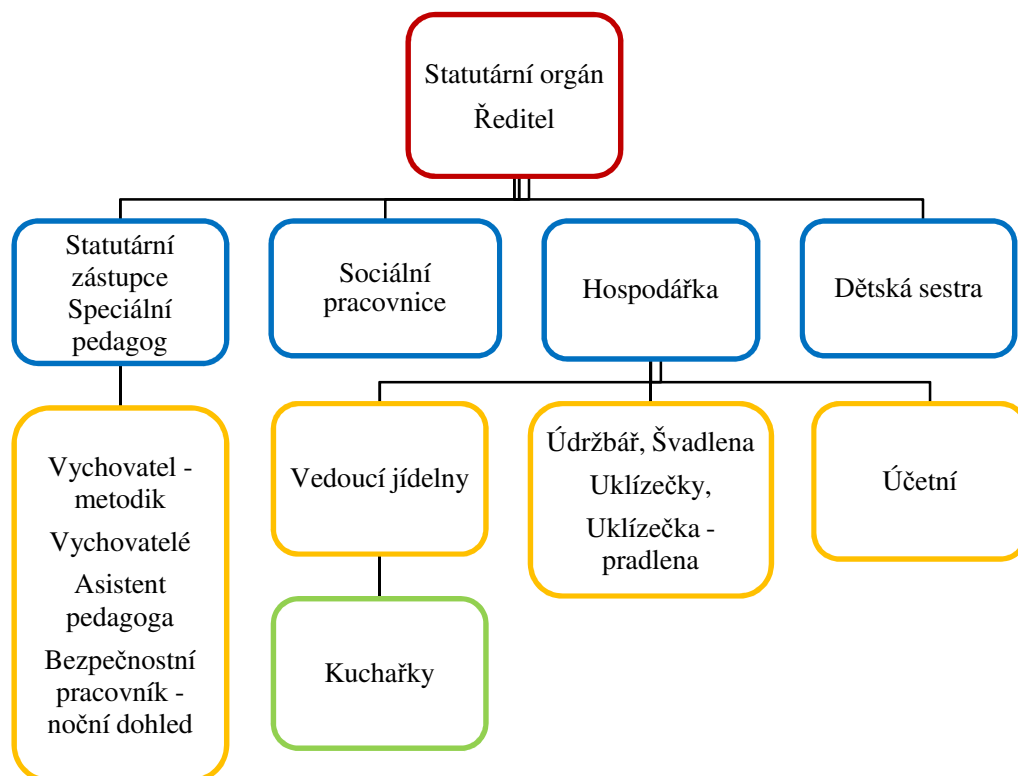 Statutární orgán
Ředitel
Statutární
zástupce
Speciální
pedagog
Sociální
pracovnice
Hospodářka
Dětská sestra
Vychovatel -
metodik
Vychovatelé
Asistent
pedagoga
Bezpečnostní
pracovník -
noční dohled
Vedoucí jídelny
Údržbář, Švadlena
Uklízečky,
Uklízečka -
pradlena
Účetní
Kuchařky